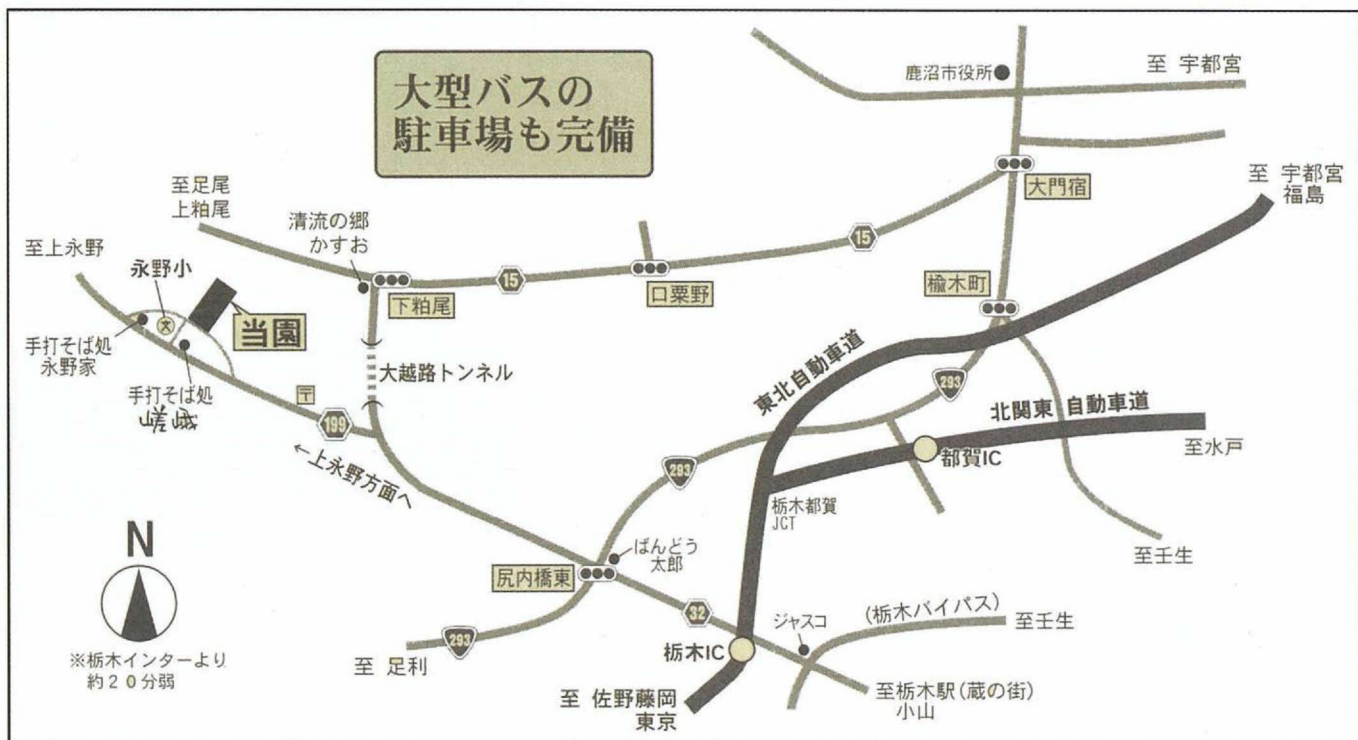 大型バスの
駐車場も完備
鹿沼市役所
至 宇都宮
大門宿
至 宇都宮
福島
至足尾
上粕尾
清流の郷
かすお
15
15
口粟野
下粕尾
楡木町
至上永野
永野小
文
当園
手打そば処
永野家
手打そば処
嵯峨
大越路トンネル
〒
199
←上永野方面へ
東北自動車道
293
北関東 自動車道
都賀IC
至水戸
293
栃木都賀
JCT
至壬生
ばんどう
太郎
尻内橋東
32
ジャスコ
(栃木バイパス)
至壬生
293
至 足利
栃木IC
至栃木駅(蔵の街)
小山
至 佐野藤岡
東京
N
※栃木インターより
約20分弱